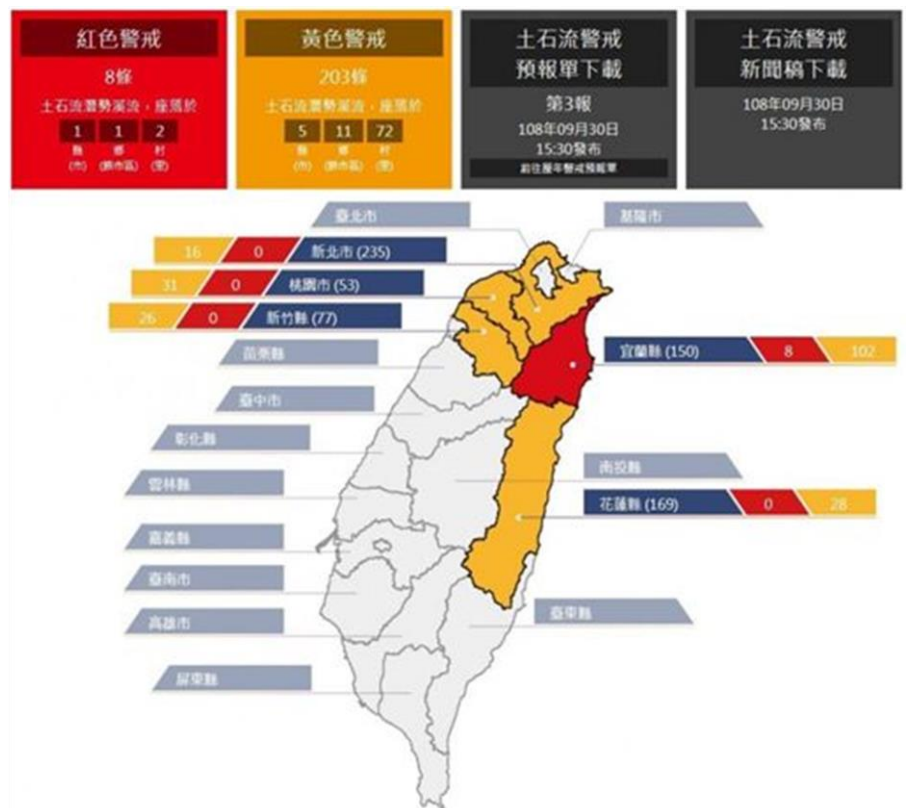 紅色警戒
8條
土石流潛勢溪流，座落於
1 1 2
縣 鄉 村
(市) (鎮市區) (里)
黃色警戒
203條
土石流潛勢溪流，座落於
5 11 72
縣 鄉 村
(市) (鎮市區) (里)
土石流警戒
預報單下載
第3報
108年09月30日
15:30發布
前往歷年警戒預報單
土石流警戒
新聞稿下載
108年09月30日
15:30發布
臺北市
基隆市
16 0 新北市 (235)
31 0 桃園市 (53)
26 0 新竹縣 (77)
苗栗縣
宜蘭縣 (150) 8 102
臺中市
彰化縣
南投縣
雲林縣
花蓮縣 (169) 0 28
嘉義縣
臺南市
臺東縣
高雄市
屏東縣